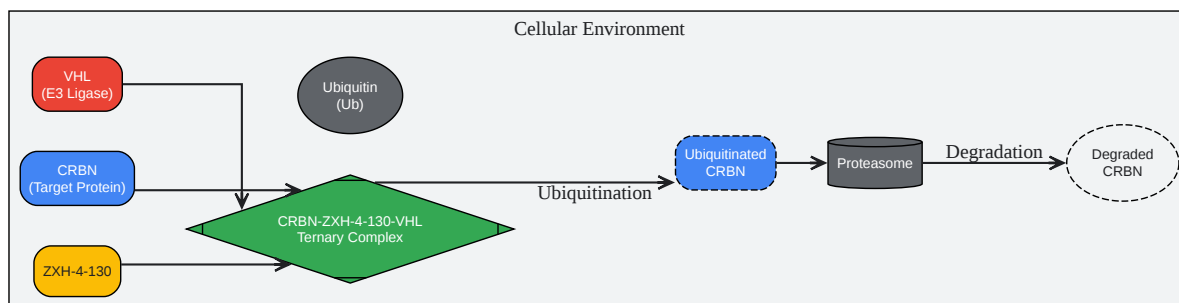 Cellular Environment
VHL
(E3 Ligase)
Ubiquitin
(Ub)
CRBN
(Target Protein)
Ubiquitination
Ubiquitinated
CRBN
Proteasome
Degradation
Degraded
CRBN
CRBN-ZXH-4-130-VHL
Ternary Complex
ZXH-4-130